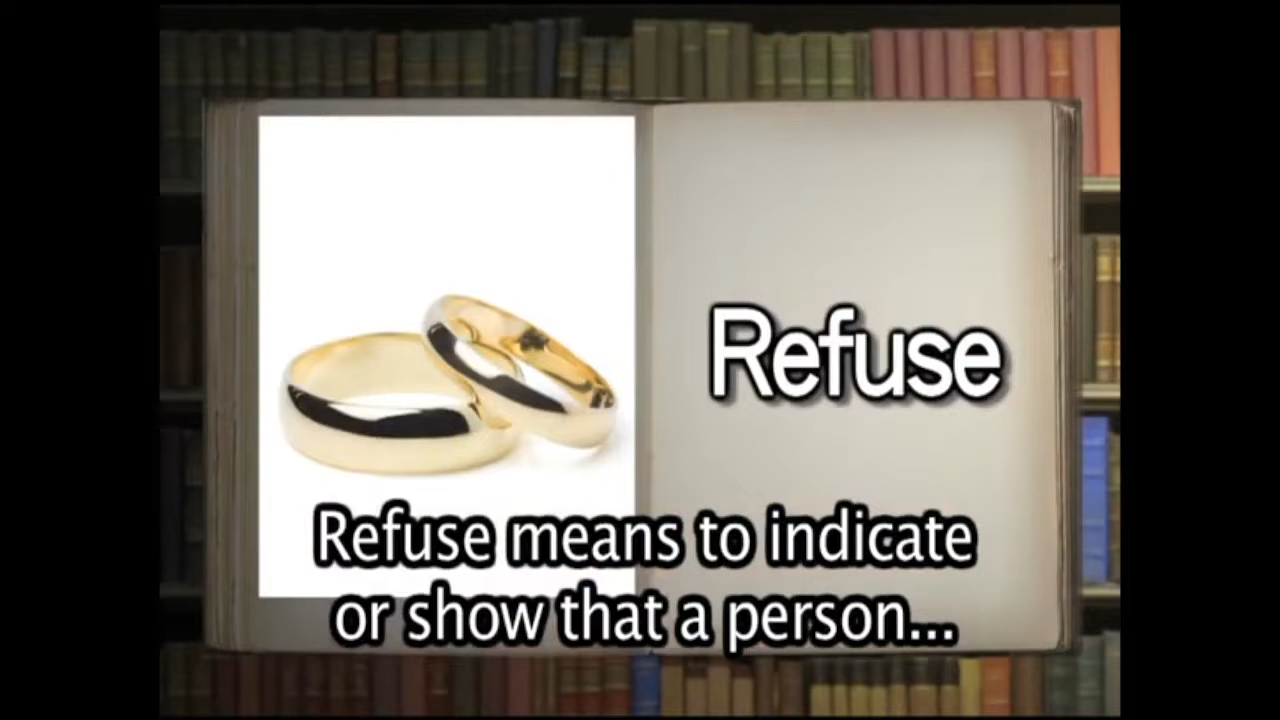 Refuse
Refuse means to indicate
or show that a person...